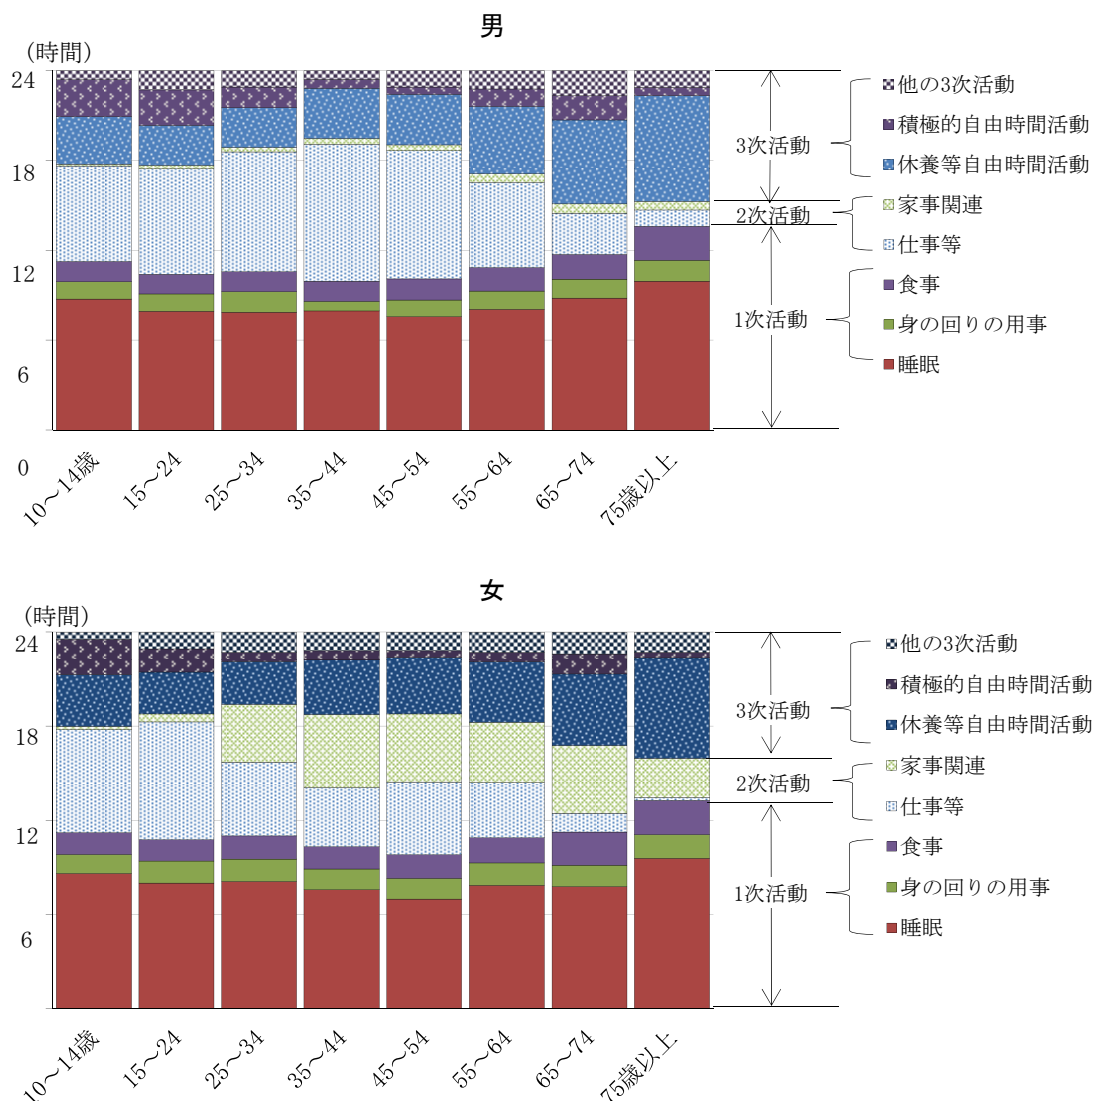 男
(時間)
24
18
12
6
0
10～14歳
15～24
25～34
35～44
45～54
55～64
65～74
75歳以上
3次活動
2次活動
1次活動
他の3次活動
積極的自由時間活動
休養等自由時間活動
家事関連
仕事等
食事
身の回りの用事
睡眠
女
(時間)
24
18
12
6
10～14歳
15～24
25～34
35～44
45～54
55～64
65～74
75歳以上
3次活動
2次活動
1次活動
他の3次活動
積極的自由時間活動
休養等自由時間活動
家事関連
仕事等
食事
身の回りの用事
睡眠